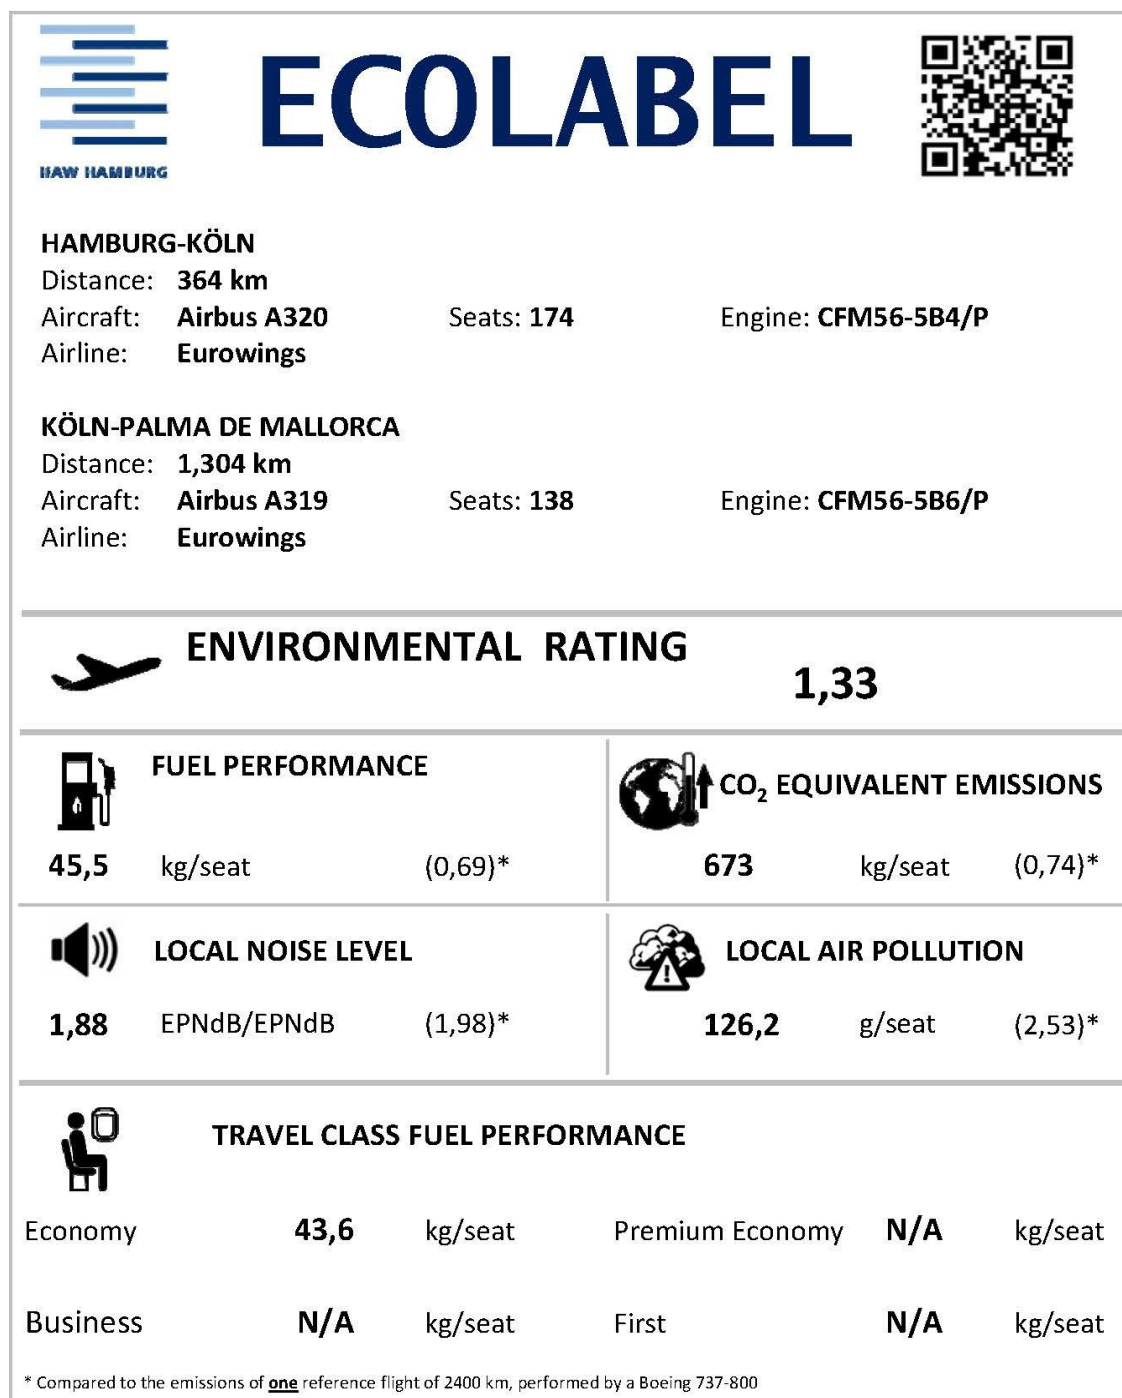 ECOLABEL
HAW HAMBURG
HAMBURG-KÖLN
Distance: 364 km
Aircraft: Airbus A320 Seats: 174 Engine: CFM56-5B4/P
Airline: Eurowings
KÖLN-PALMA DE MALLORCA
Distance: 1,304 km
Aircraft: Airbus A319 Seats: 138 Engine: CFM56-5B6/P
Airline: Eurowings
ENVIRONMENTAL RATING
1,33
FUEL PERFORMANCE
45,5 kg/seat (0,69)*
CO₂ EQUIVALENT EMISSIONS
673 kg/seat (0,74)*
LOCAL NOISE LEVEL
1,88 EPNdB/EPNdB (1,98)*
LOCAL AIR POLLUTION
126,2 g/seat (2,53)*
TRAVEL CLASS FUEL PERFORMANCE
Economy 43,6 kg/seat Premium Economy N/A kg/seat
Business N/A kg/seat First N/A kg/seat
* Compared to the emissions of one reference flight of 2400 km, performed by a Boeing 737-800